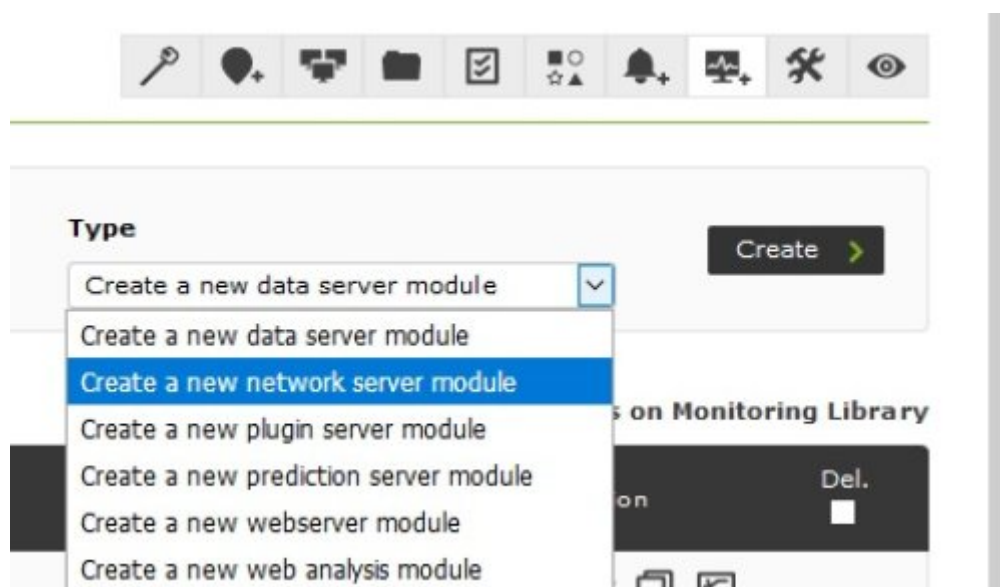 Type
Create
Create a new data server module
Create a new data server module
Create a new network server module
s on Monitoring Library
Create a new plugin server module
Create a new prediction server module
on
Del.
Create a new webserver module
Create a new web analysis module